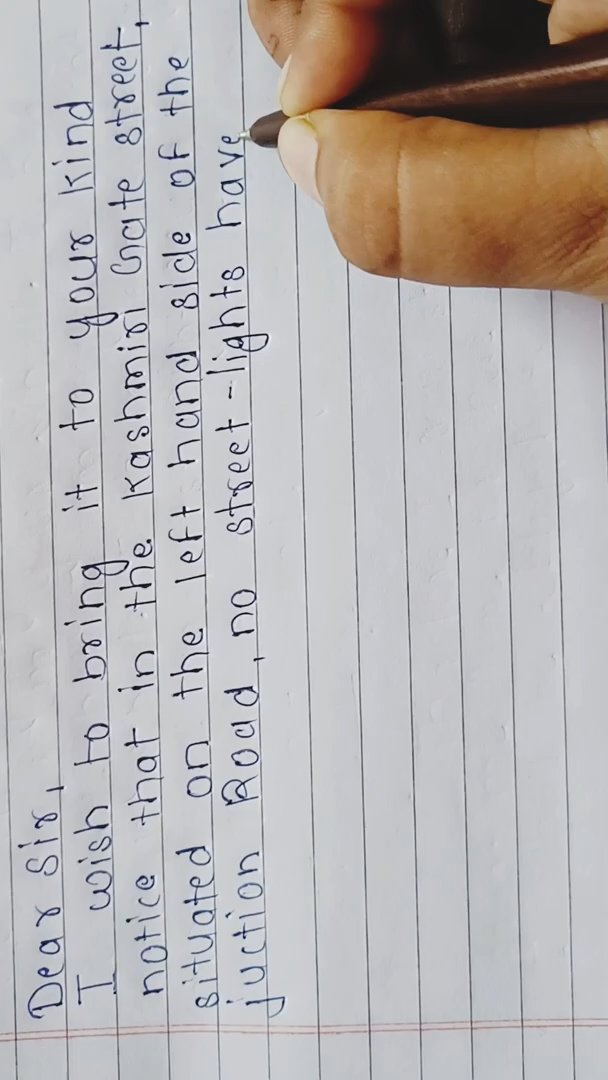 Dear Sir,
I wish to bring it to your kind
notice that in the Kashmiri Gate street,
situated on the left hand side of the
juction Road, no street-lights have